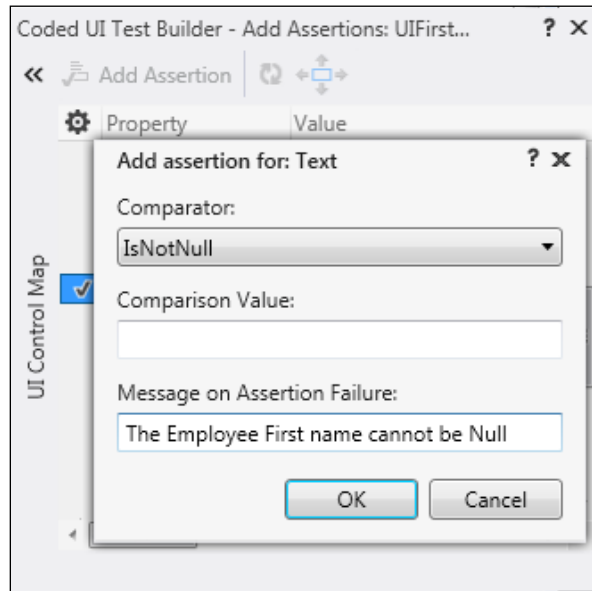 Coded UI Test Builder - Add Assertions: UIFirst... ? ×
« Add Assertion
Property Value
UI Control Map
Add assertion for: Text ? ×
Comparator:
IsNotNull
Comparison Value:
Message on Assertion Failure:
The Employee First name cannot be Null
OK Cancel